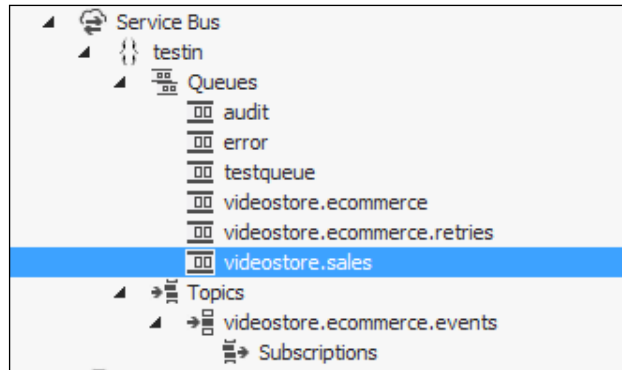 Service Bus
testin
Queues
audit
error
testqueue
videostore.ecommerce
videostore.ecommerce.retries
videostore.sales
Topics
videostore.ecommerce.events
Subscriptions